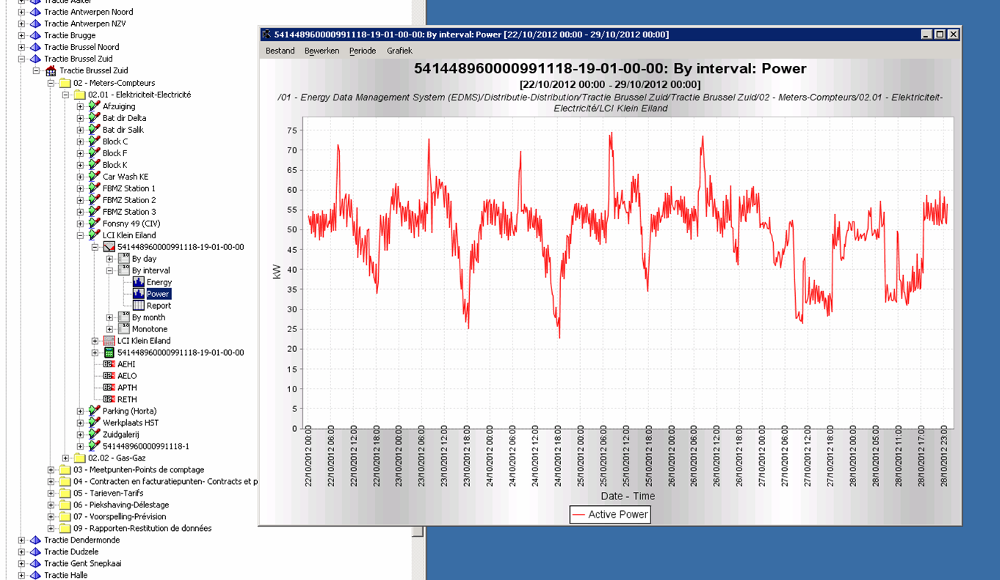 Tractie Aalter
Tractie Antwerpen Noord
Tractie Antwerpen NZV
Tractie Brugge
Tractie Brussel Noord
Tractie Brussel Zuid
Tractie Brussel Zuid
02 - Meters-Compteurs
02.01 - Elektriciteit-Electricité
Afzuiging
Bat dir Delta
Bat dir Salik
Block C
Block F
Block K
Car Wash KE
FBMZ Station 1
FBMZ Station 2
FBMZ Station 3
Fonsny 49 (CIV)
LCI Klein Eiland
541448960000991118-19-01-00-00
By day
By interval
Energy
Power
Report
By month
Monotone
LCI Klein Eiland
541448960000991118-19-01-00-00
AEHI
AELO
APTH
RETH
Parking (Horta)
Werkplaats HST
Zuidgalerij
541448960000991118-1
02.02 - Gas-Gaz
03 - Meetpunten-Points de comptage
04 - Contracten en facturatiepunten- Contracts et p
05 - Tarieven-Tarifs
06 - Piekshaving-Délestage
07 - Voorspelling-Prévision
09 - Rapporten-Restitution de données
Tractie Dendermonde
Tractie Dudzele
Tractie Gent Snepkaai
Tractie Halle
541448960000991118-19-01-00-00: By interval: Power [22/10/2012 00:00 - 29/10/2012 00:00]
Bestand Bewerken Periode Grafiek
541448960000991118-19-01-00-00: By interval: Power
[22/10/2012 00:00 - 29/10/2012 00:00]
/01 - Energy Data Management System (EDMS)/Distributie-Distribution/Tractie Brussel Zuid/Tractie Brussel Zuid/02 - Meters-Compteurs/02.01 - Elektriciteit-
Electricité/LCI Klein Eiland
75
70
65
60
55
50
45
40
35
30
25
20
15
10
5
0
kW
22/10/2012 00:00
22/10/2012 06:00
22/10/2012 12:00
22/10/2012 18:00
23/10/2012 00:00
23/10/2012 06:00
23/10/2012 12:00
23/10/2012 18:00
24/10/2012 00:00
24/10/2012 06:00
24/10/2012 12:00
24/10/2012 18:00
25/10/2012 00:00
25/10/2012 06:00
25/10/2012 12:00
25/10/2012 18:00
26/10/2012 00:00
26/10/2012 06:00
26/10/2012 12:00
26/10/2012 18:00
27/10/2012 00:00
27/10/2012 06:00
27/10/2012 12:00
27/10/2012 18:00
28/10/2012 00:00
28/10/2012 05:00
28/10/2012 11:00
28/10/2012 17:00
28/10/2012 23:00
Date - Time
Active Power